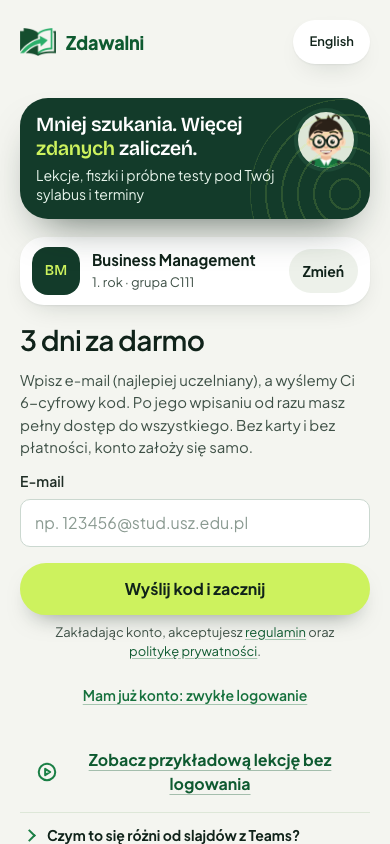 Zdawalni
English
Mniej szukania. Więcej
zdanych zaliczeń.
Lekcje, fiszki i próbne testy pod Twój
sylabus i terminy
BM
Business Management
1. rok · grupa C111
Zmień
3 dni za darmo
Wpisz e-mail (najlepiej uczelniany), a wyślemy Ci
6–cyfrowy kod. Po jego wpisaniu od razu masz
pełny dostęp do wszystkiego. Bez karty i bez
płatności, konto założy się samo.
E-mail
np. 123456@stud.usz.edu.pl
Wyślij kod i zacznij
Zakładając konto, akceptujesz regulamin oraz
politykę prywatności.
Mam już konto: zwykłe logowanie
Zobacz przykładową lekcję bez
logowania
Czym to się różni od slajdów z Teams?